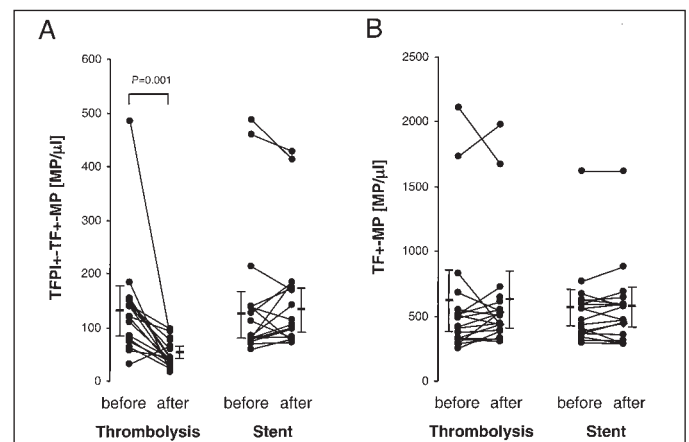 A
B
TFPI+-TF+-MP [MP/µl]
600
500
400
300
200
100
0
P=0.001
before after before after
Thrombolysis Stent
TF+-MP [MP/µl]
2500
2000
1500
1000
500
0
before after before after
Thrombolysis Stent